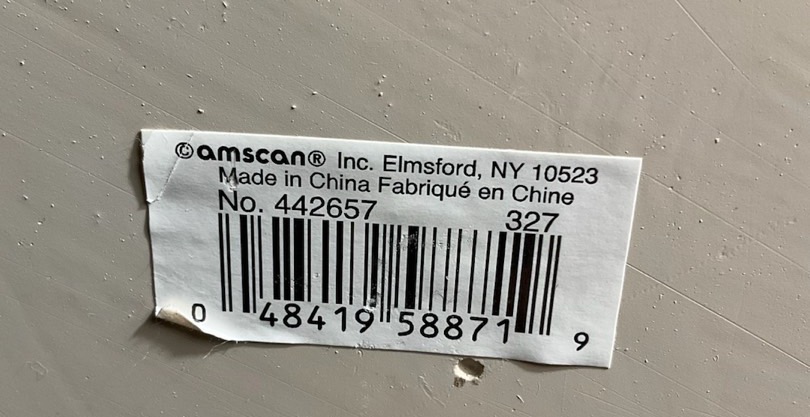 ©amscan® Inc. Elmsford, NY 10523
Made in China Fabriqué en Chine
No. 442657 327
0 48419 58871 9